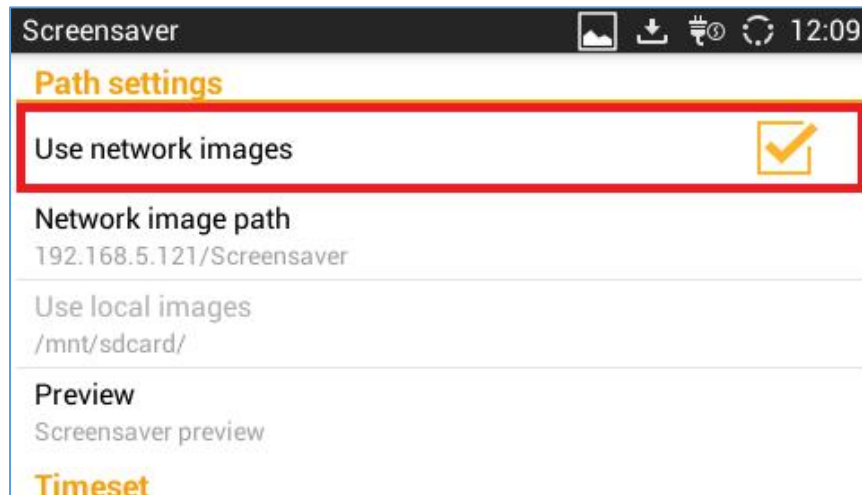 Screensaver 12:09
Path settings
Use network images
Network image path
192.168.5.121/Screensaver
Use local images
/mnt/sdcard/
Preview
Screensaver preview
Timeset